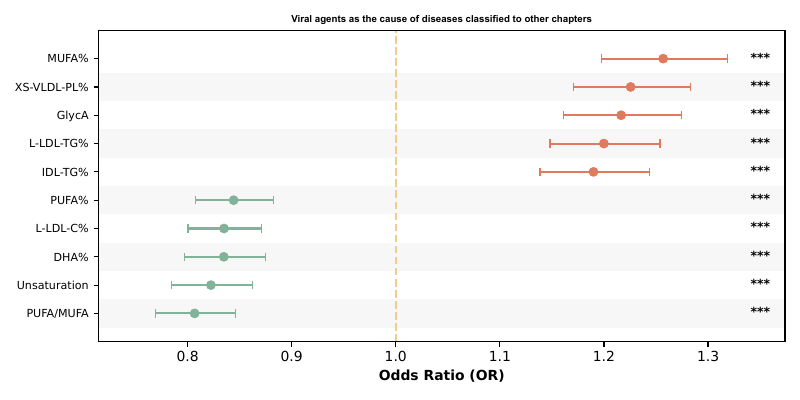 Viral agents as the cause of diseases classified to other chapters
MUFA% ***
XS-VLDL-PL% ***
GlycA ***
L-LDL-TG% ***
IDL-TG% ***
PUFA% ***
L-LDL-C% ***
DHA% ***
Unsaturation ***
PUFA/MUFA ***
0.8 0.9 1.0 1.1 1.2 1.3
Odds Ratio (OR)